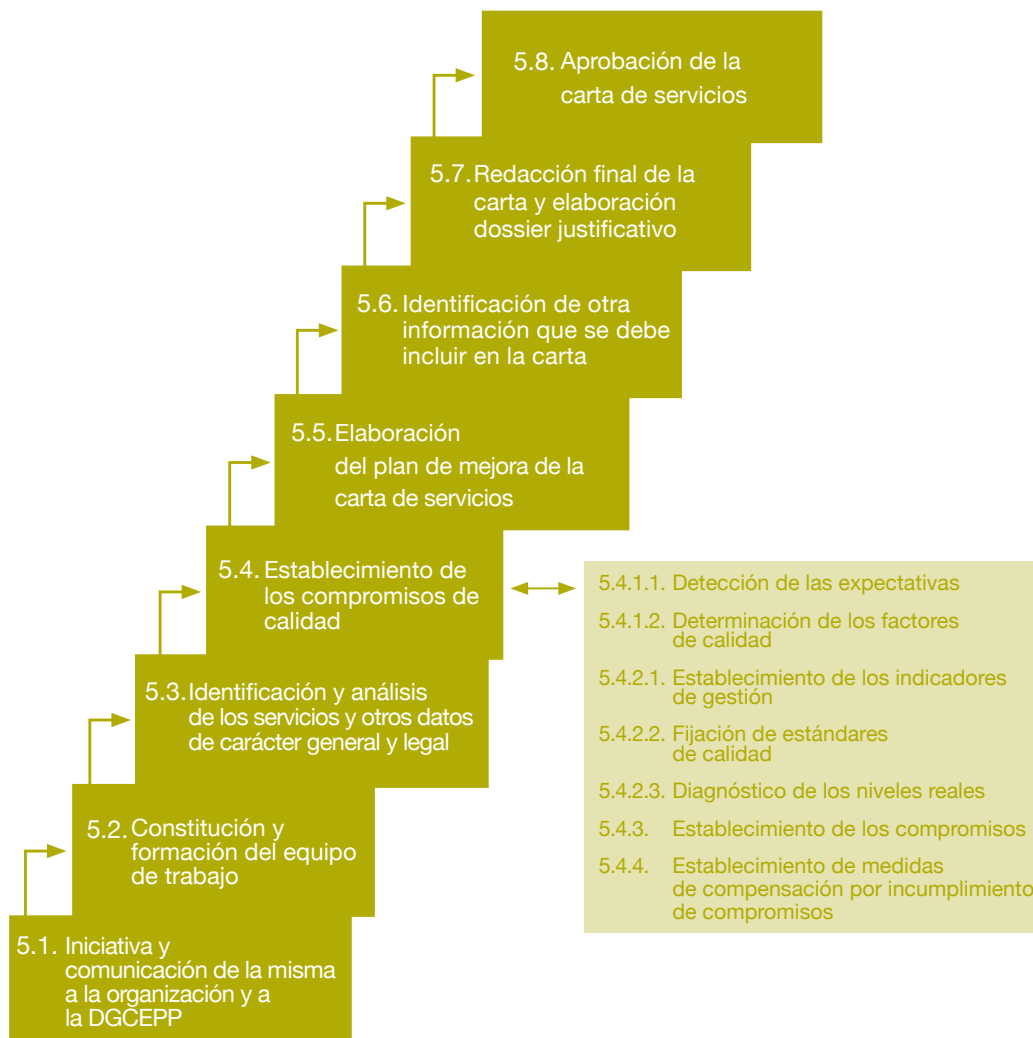 5.8. Aprobación de la
carta de servicios
5.7. Redacción final de la
carta y elaboración
dossier justificativo
5.6. Identificación de otra
información que se debe
incluir en la carta
5.5. Elaboración
del plan de mejora de la
carta de servicios
5.4. Establecimiento de
los compromisos de
calidad
5.4.1.1. Detección de las expectativas
5.4.1.2. Determinación de los factores
de calidad
5.4.2.1. Establecimiento de los indicadores
de gestión
5.4.2.2. Fijación de estándares
de calidad
5.4.2.3. Diagnóstico de los niveles reales
5.4.3. Establecimiento de los compromisos
5.4.4. Establecimiento de medidas
de compensación por incumplimiento
de compromisos
5.3. Identificación y análisis
de los servicios y otros datos
de carácter general y legal
5.2. Constitución y
formación del equipo
de trabajo
5.1. Iniciativa y
comunicación de la misma
a la organización y a
la DGCEPP